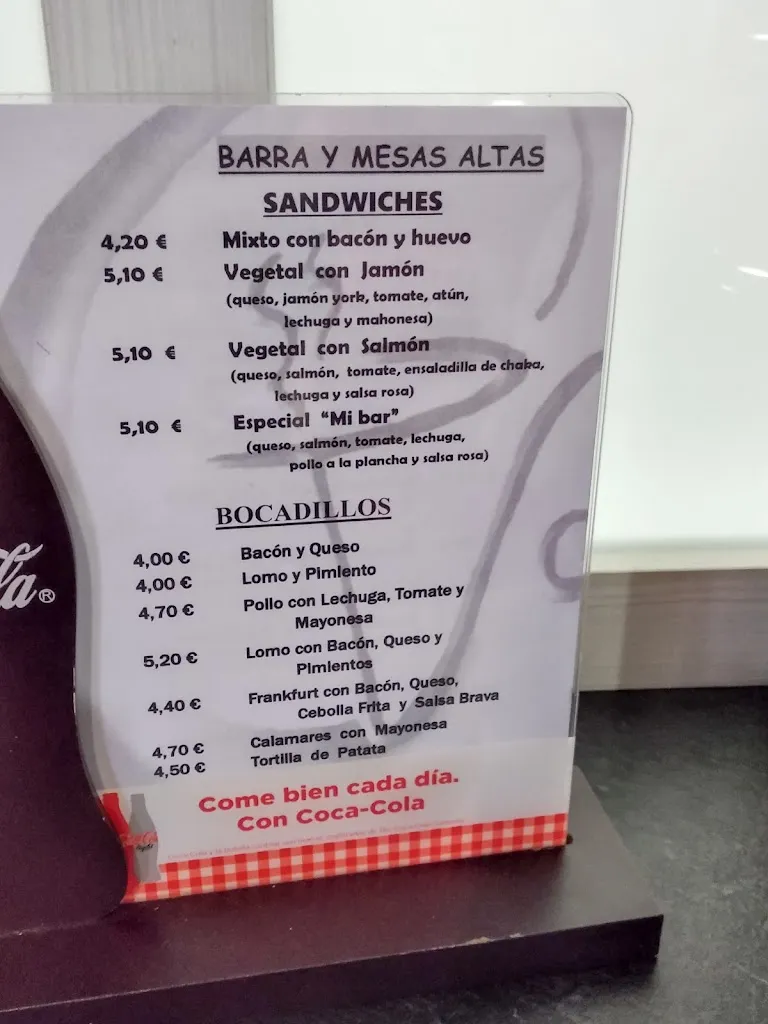 BARRA Y MESAS ALTAS
SANDWICHES
4,20 € Mixto con bacón y huevo
5,10 € Vegetal con Jamón
(queso, jamón york, tomate, atún,
lechuga y mahonesa)
5,10 € Vegetal con Salmón
(queso, salmón, tomate, ensaladilla de chaka,
lechuga y salsa rosa)
5,10 € Especial "Mi bar"
(queso, salmón, tomate, lechuga,
pollo a la plancha y salsa rosa)
BOCADILLOS
4,00 € Bacón y Queso
4,00 € Lomo y Pimiento
4,70 € Pollo con Lechuga, Tomate y
Mayonesa
5,20 € Lomo con Bacón, Queso y
Pimientos
4,40 € Frankfurt con Bacón, Queso,
Cebolla Frita y Salsa Brava
4,70 € Calamares con Mayonesa
4,50 € Tortilla de Patata
la®
Come bien cada día.
Con Coca-Cola